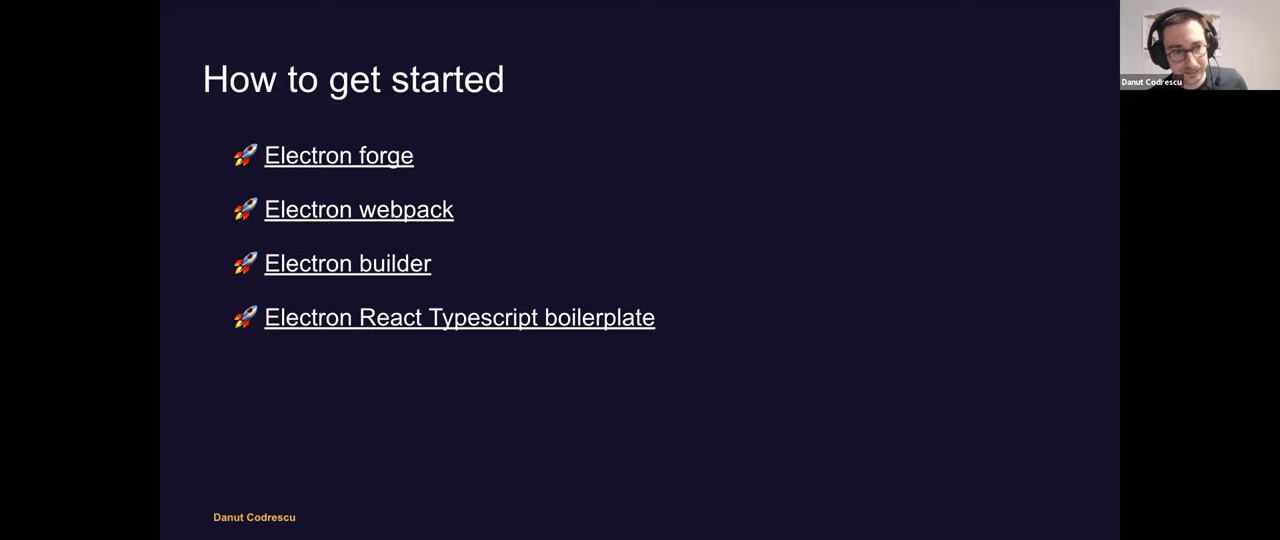 How to get started
🚀 Electron forge
🚀 Electron webpack
🚀 Electron builder
🚀 Electron React Typescript boilerplate
Danut Codrescu
Danut Codrescu